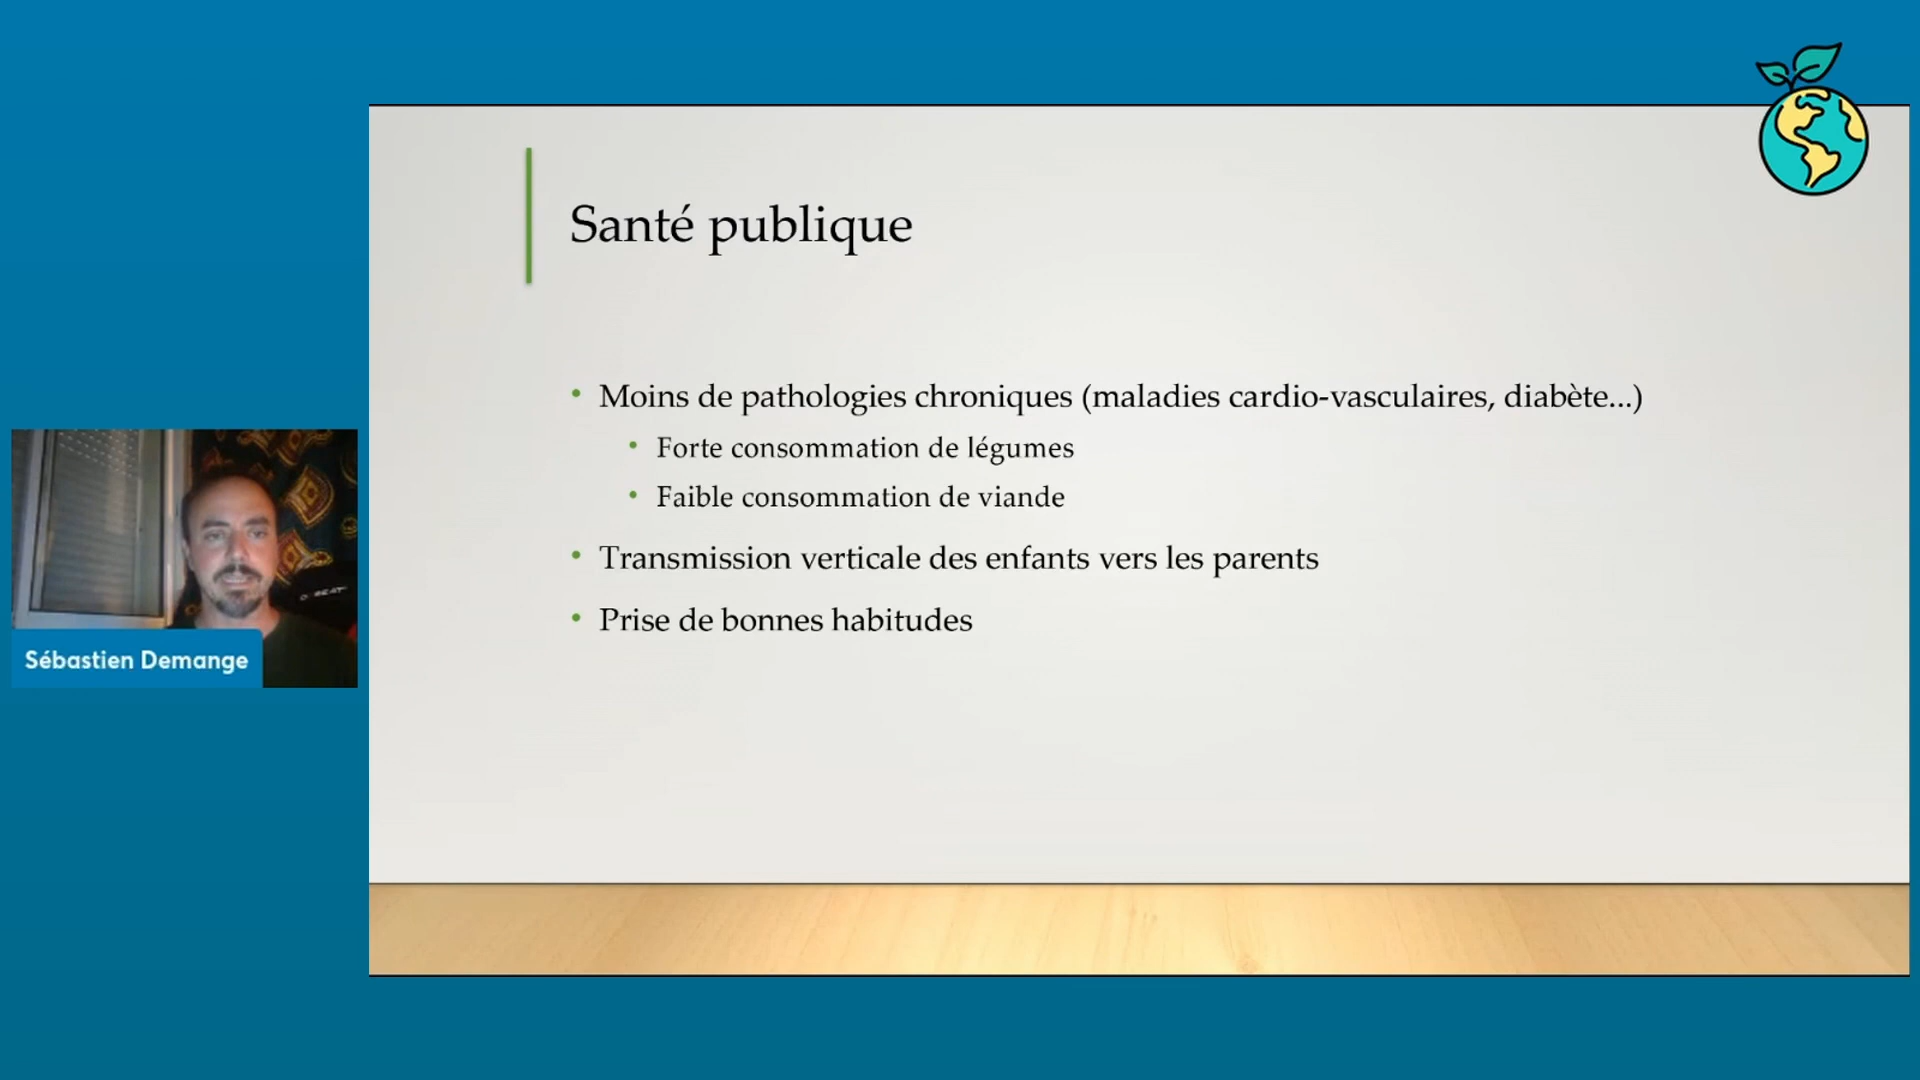 Santé publique
• Moins de pathologies chroniques (maladies cardio-vasculaires, diabète...)
• Forte consommation de légumes
• Faible consommation de viande
• Transmission verticale des enfants vers les parents
• Prise de bonnes habitudes
Sébastien Demange